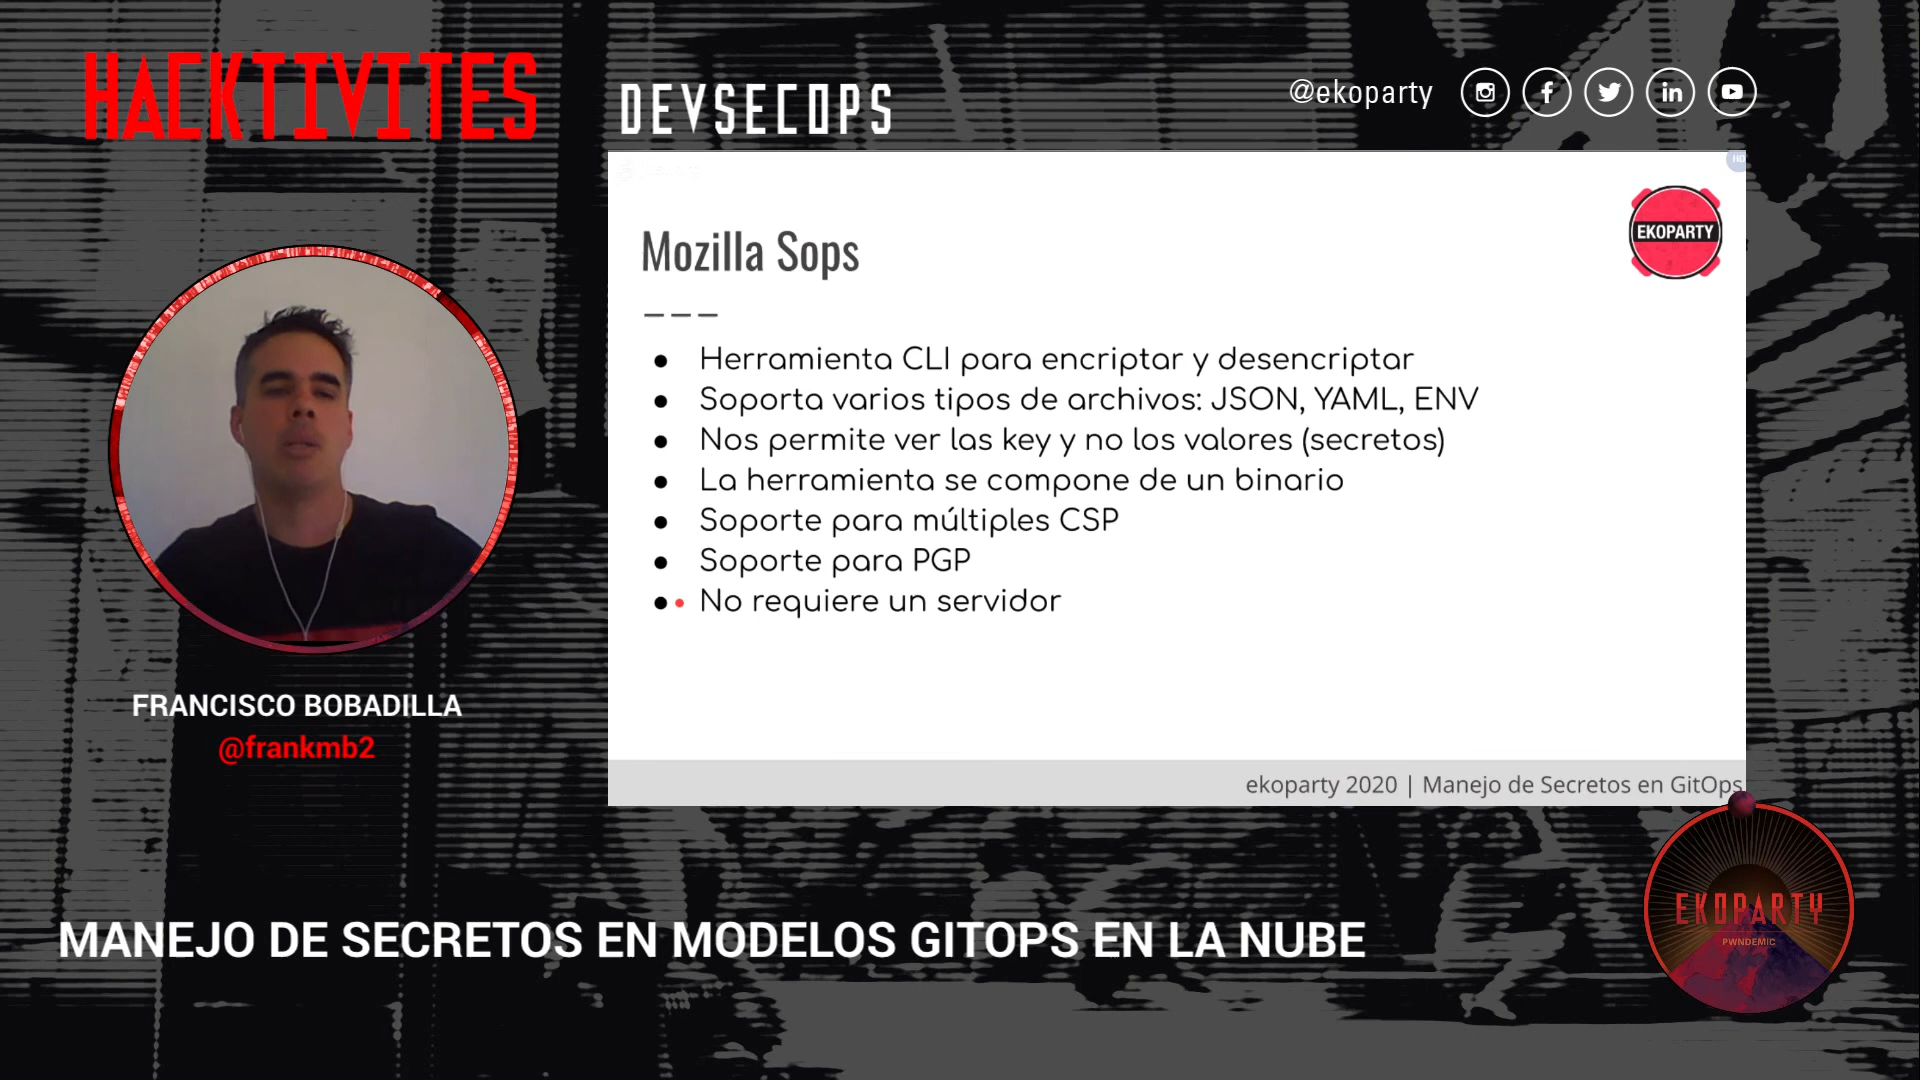 HACKTIVITES
DEVSECOPS
@ekoparty
HD
EKOPARTY
Mozilla Sops
Herramienta CLI para encriptar y desencriptar
Soporta varios tipos de archivos: JSON, YAML, ENV
Nos permite ver las key y no los valores (secretos)
La herramienta se compone de un binario
Soporte para múltiples CSP
Soporte para PGP
No requiere un servidor
ekoparty 2020 | Manejo de Secretos en GitOps
FRANCISCO BOBADILLA
@frankmb2
EKOPARTY
PWNDEMIC
MANEJO DE SECRETOS EN MODELOS GITOPS EN LA NUBE